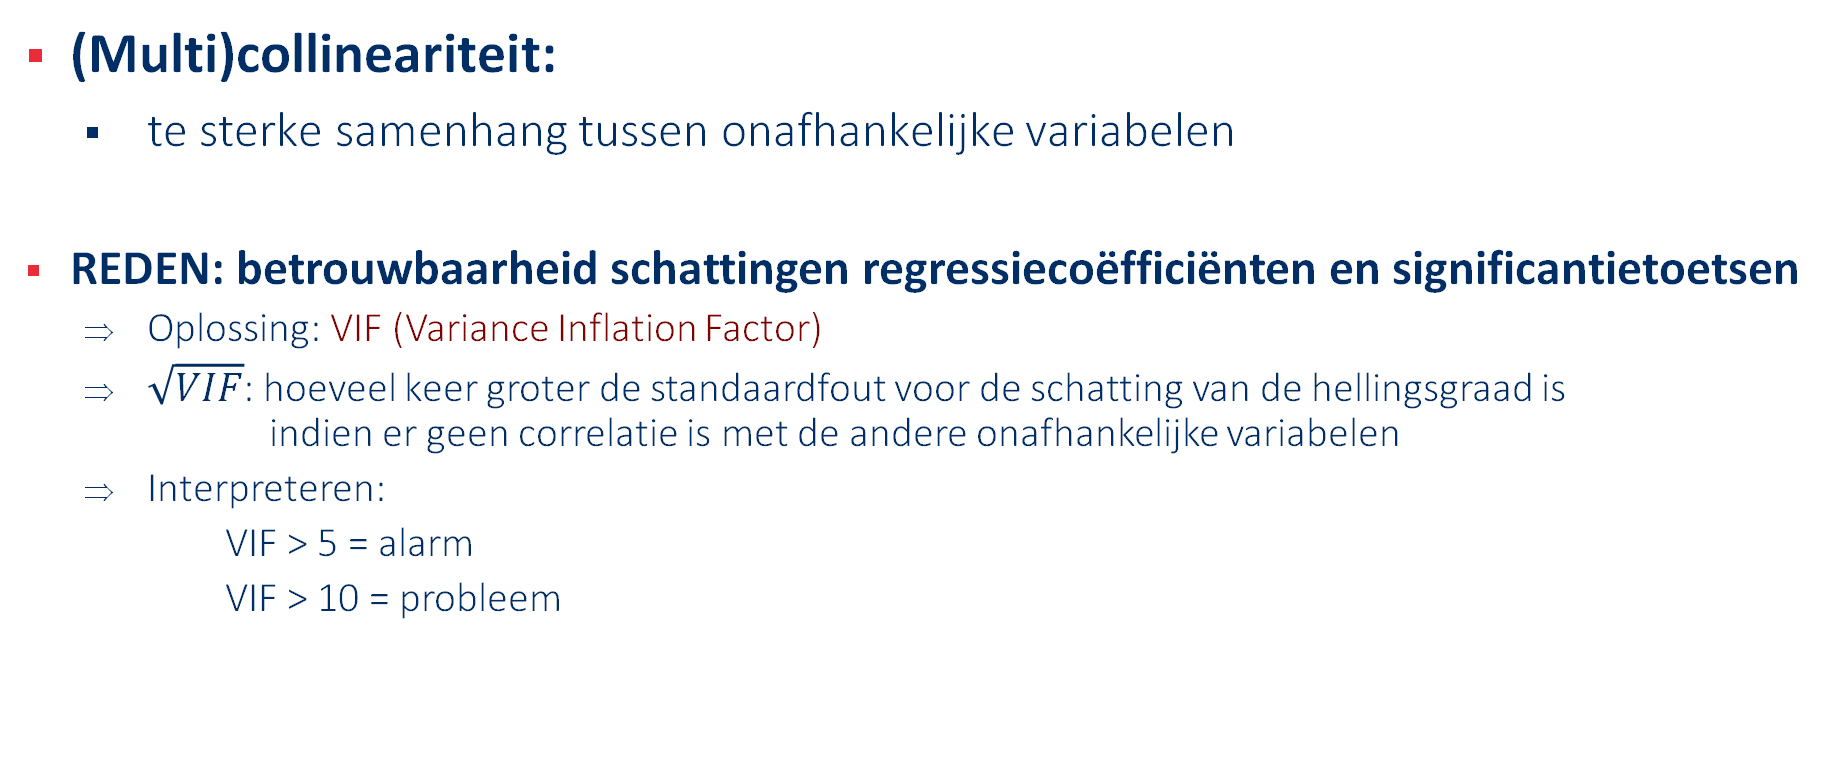 ▪ (Multi)collineariteit:
▪ te sterke samenhang tussen onafhankelijke variabelen
▪ REDEN: betrouwbaarheid schattingen regressiecoëfficiënten en significantietoetsen
⇒ Oplossing: VIF (Variance Inflation Factor)
⇒ √VIF: hoeveel keer groter de standaardfout voor de schatting van de hellingsgraad is
indien er geen correlatie is met de andere onafhankelijke variabelen
⇒ Interpreteren:
VIF > 5 = alarm
VIF > 10 = probleem